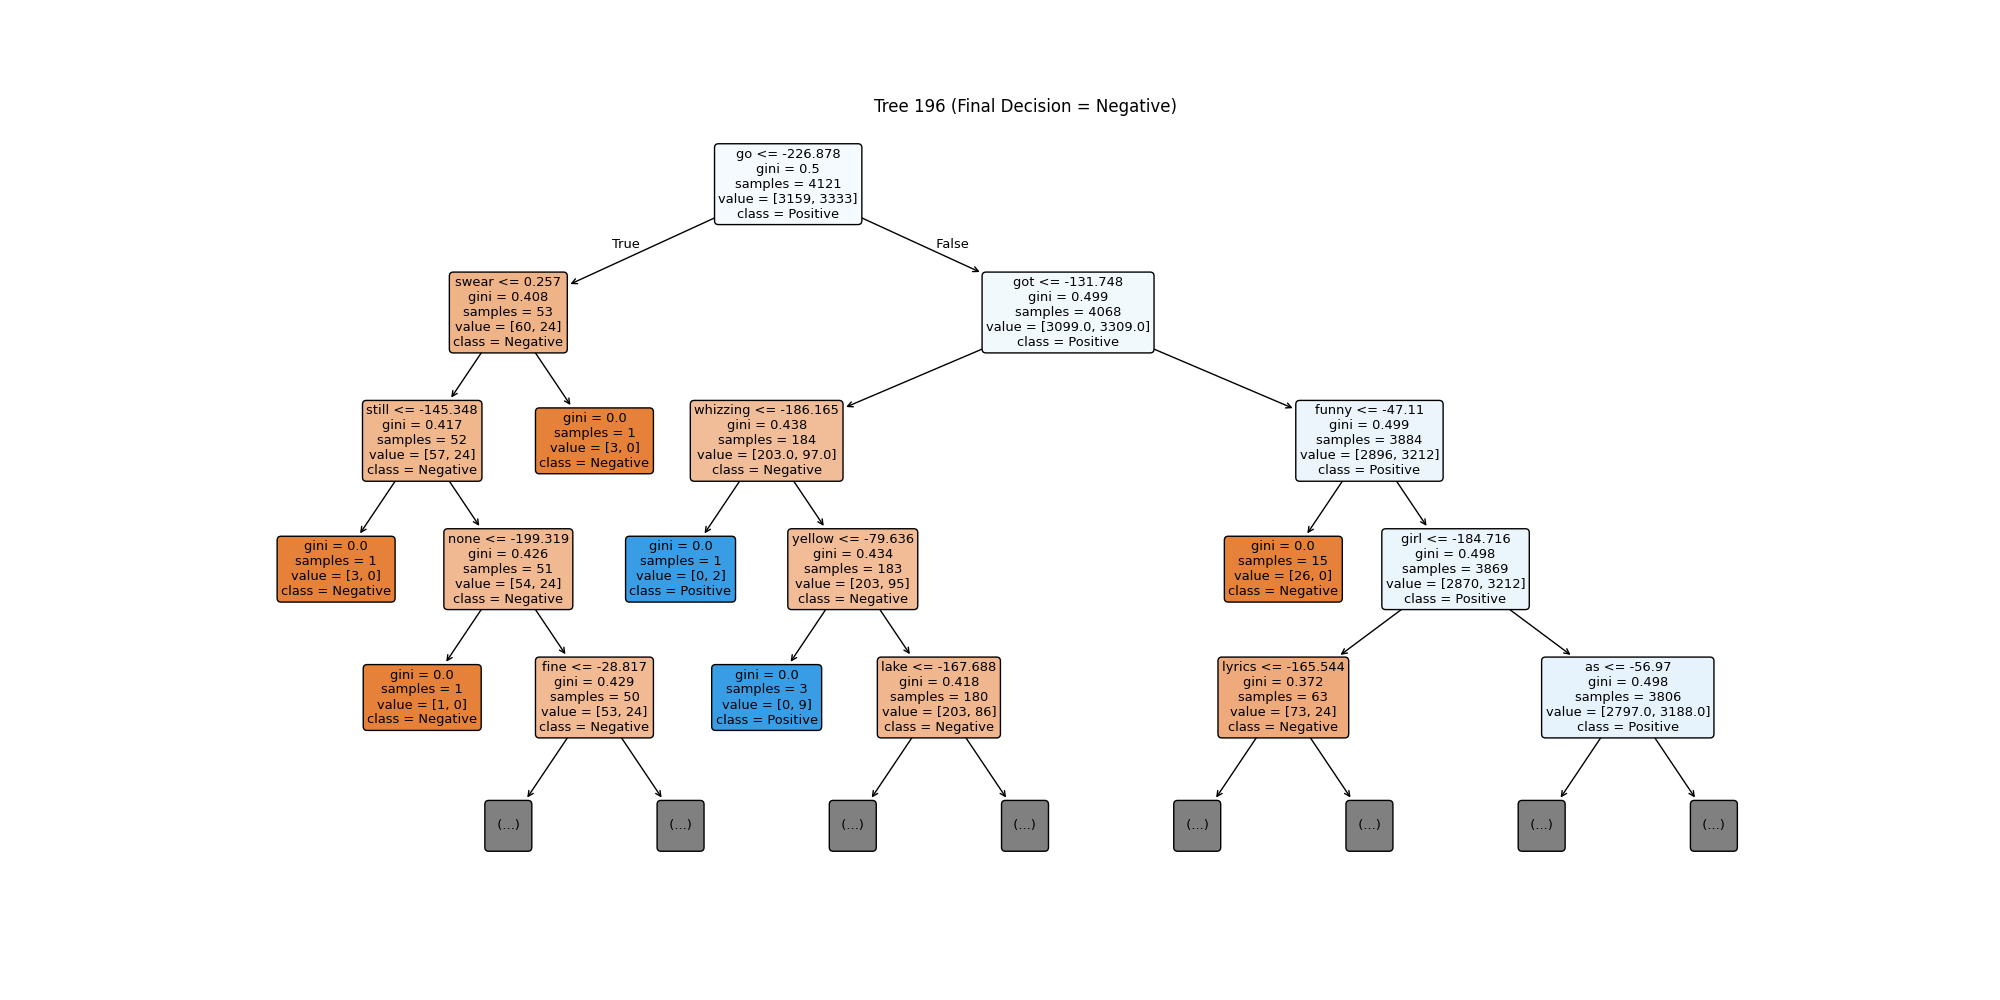 Tree 196 (Final Decision = Negative)
go <= -226.878
gini = 0.5
samples = 4121
value = [3159, 3333]
class = Positive
True
False
swear <= 0.257
gini = 0.408
samples = 53
value = [60, 24]
class = Negative
got <= -131.748
gini = 0.499
samples = 4068
value = [3099.0, 3309.0]
class = Positive
still <= -145.348
gini = 0.417
samples = 52
value = [57, 24]
class = Negative
gini = 0.0
samples = 1
value = [3, 0]
class = Negative
whizzing <= -186.165
gini = 0.438
samples = 184
value = [203.0, 97.0]
class = Negative
funny <= -47.11
gini = 0.499
samples = 3884
value = [2896, 3212]
class = Positive
gini = 0.0
samples = 1
value = [3, 0]
class = Negative
none <= -199.319
gini = 0.426
samples = 51
value = [54, 24]
class = Negative
gini = 0.0
samples = 1
value = [0, 2]
class = Positive
yellow <= -79.636
gini = 0.434
samples = 183
value = [203, 95]
class = Negative
gini = 0.0
samples = 15
value = [26, 0]
class = Negative
girl <= -184.716
gini = 0.498
samples = 3869
value = [2870, 3212]
class = Positive
gini = 0.0
samples = 1
value = [1, 0]
class = Negative
fine <= -28.817
gini = 0.429
samples = 50
value = [53, 24]
class = Negative
gini = 0.0
samples = 3
value = [0, 9]
class = Positive
lake <= -167.688
gini = 0.418
samples = 180
value = [203, 86]
class = Negative
lyrics <= -165.544
gini = 0.372
samples = 63
value = [73, 24]
class = Negative
as <= -56.97
gini = 0.498
samples = 3806
value = [2797.0, 3188.0]
class = Positive
(...)
(...)
(...)
(...)
(...)
(...)
(...)
(...)